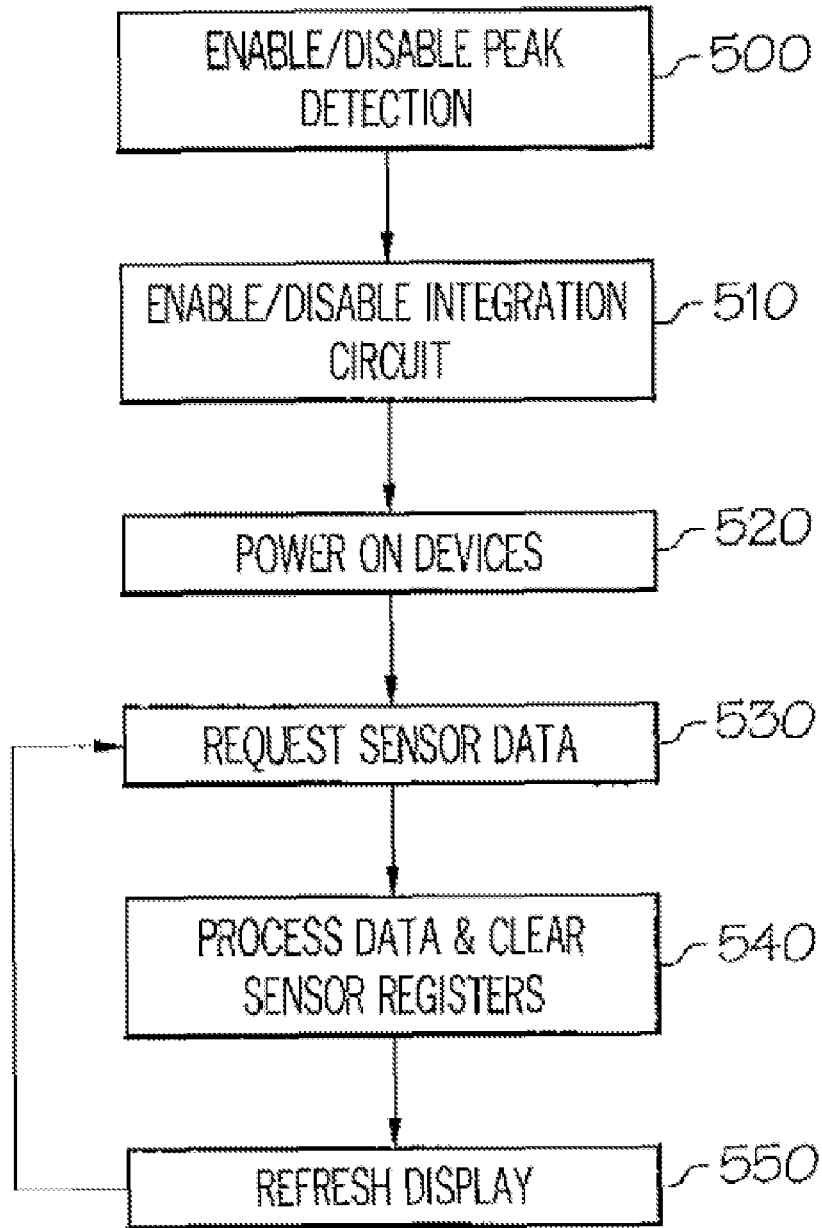 ENABLE/DISABLE PEAK
DETECTION
500
ENABLE/DISABLE INTEGRATION
CIRCUIT
510
POWER ON DEVICES
520
REQUEST SENSOR DATA
530
PROCESS DATA & CLEAR
SENSOR REGISTERS
540
REFRESH DISPLAY
550